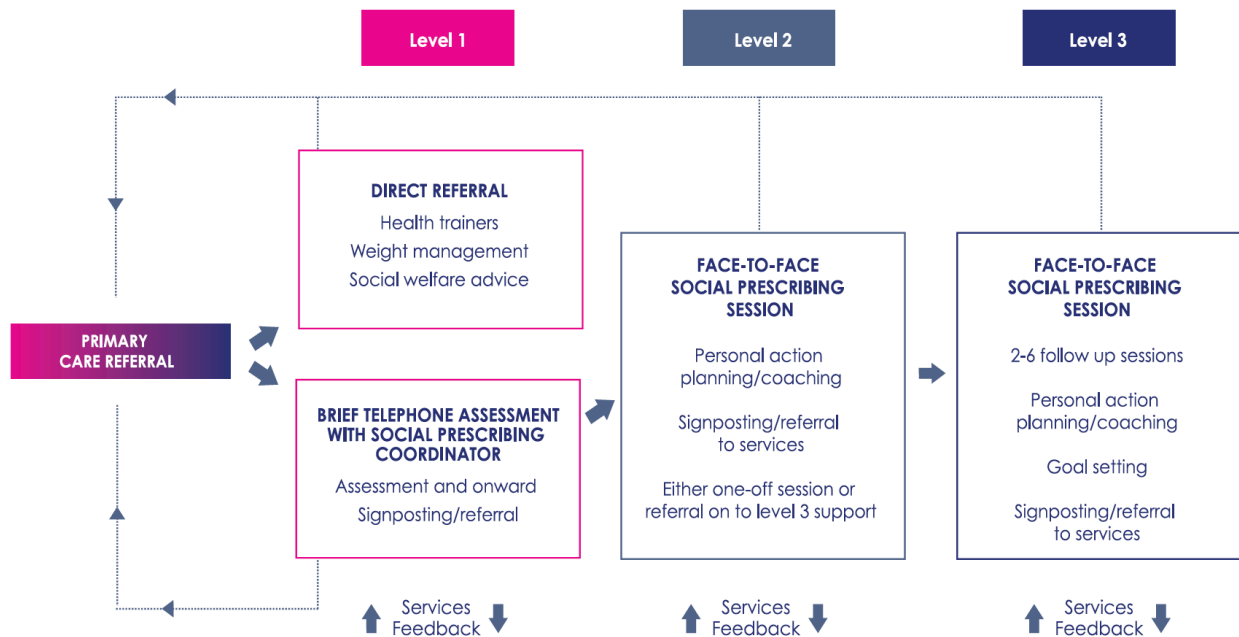 Level 1
Level 2
Level 3
PRIMARY
CARE REFERRAL
DIRECT REFERRAL
Health trainers
Weight management
Social welfare advice
BRIEF TELEPHONE ASSESSMENT
WITH SOCIAL PRESCRIBING
COORDINATOR
Assessment and onward
Signposting/referral
FACE-TO-FACE
SOCIAL PRESCRIBING
SESSION
Personal action
planning/coaching
Signposting/referral
to services
Either one-off session or
referral on to level 3 support
FACE-TO-FACE
SOCIAL PRESCRIBING
SESSION
2-6 follow up sessions
Personal action
planning/coaching
Goal setting
Signposting/referral
to services
Services
Feedback
Services
Feedback
Services
Feedback